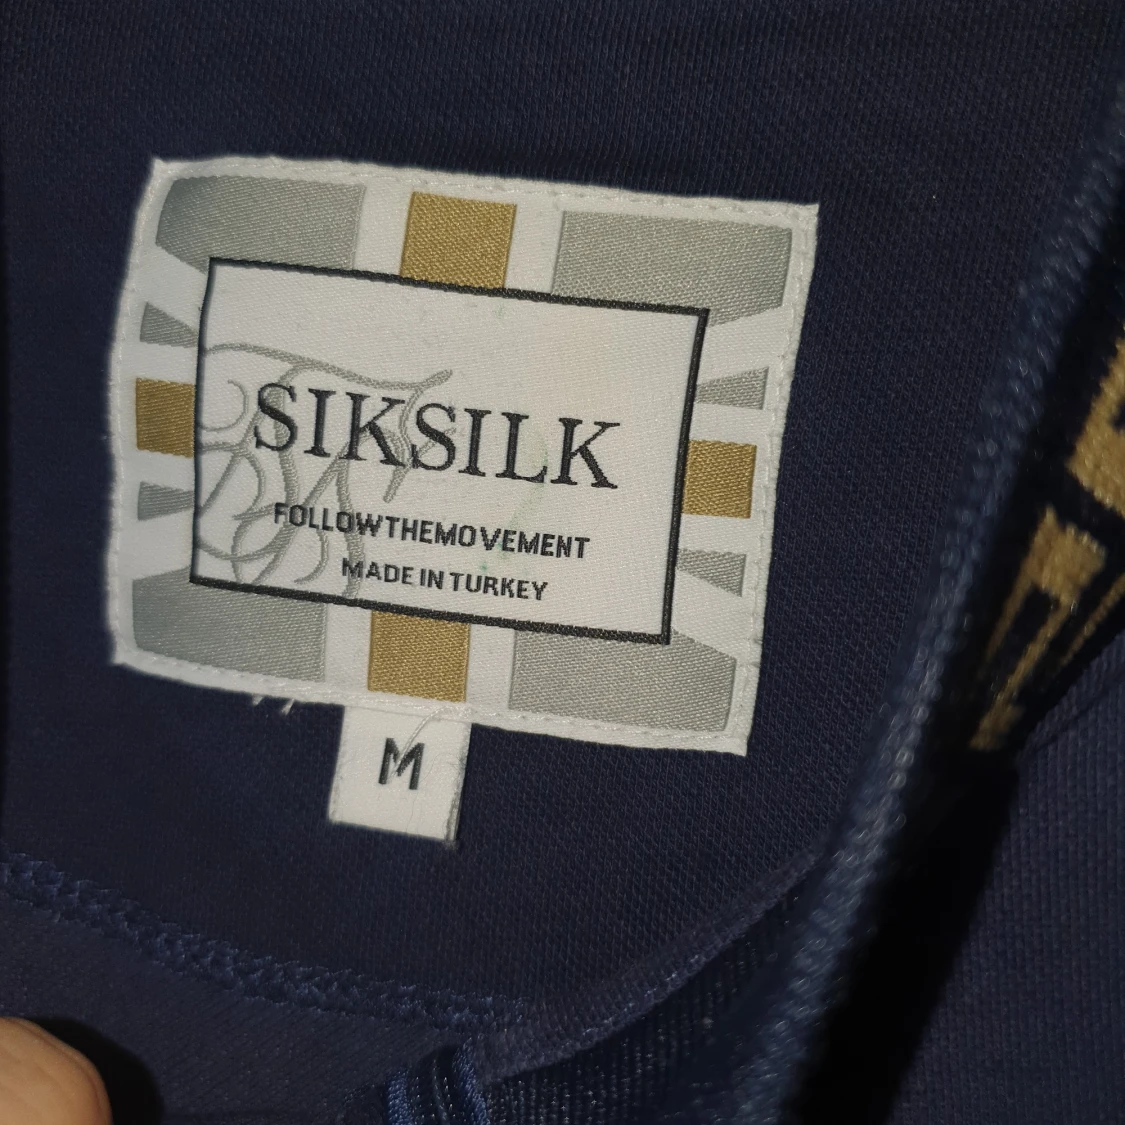 SIKSILK
FOLLOWTHEMOVEMENT
MADE IN TURKEY
M